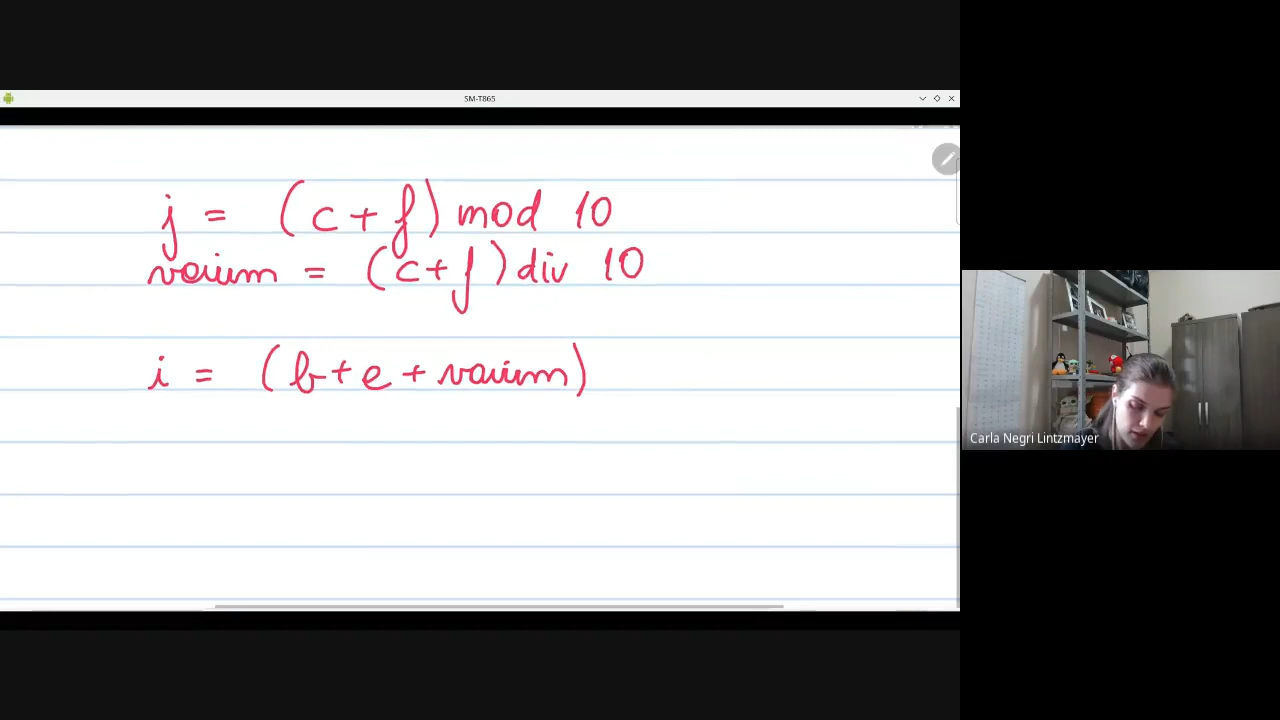 SM-T865
j = (c + f) mod 10
vaium = (c + f) div 10
i = (b + e + vaium)
Carla Negri Lintzmayer